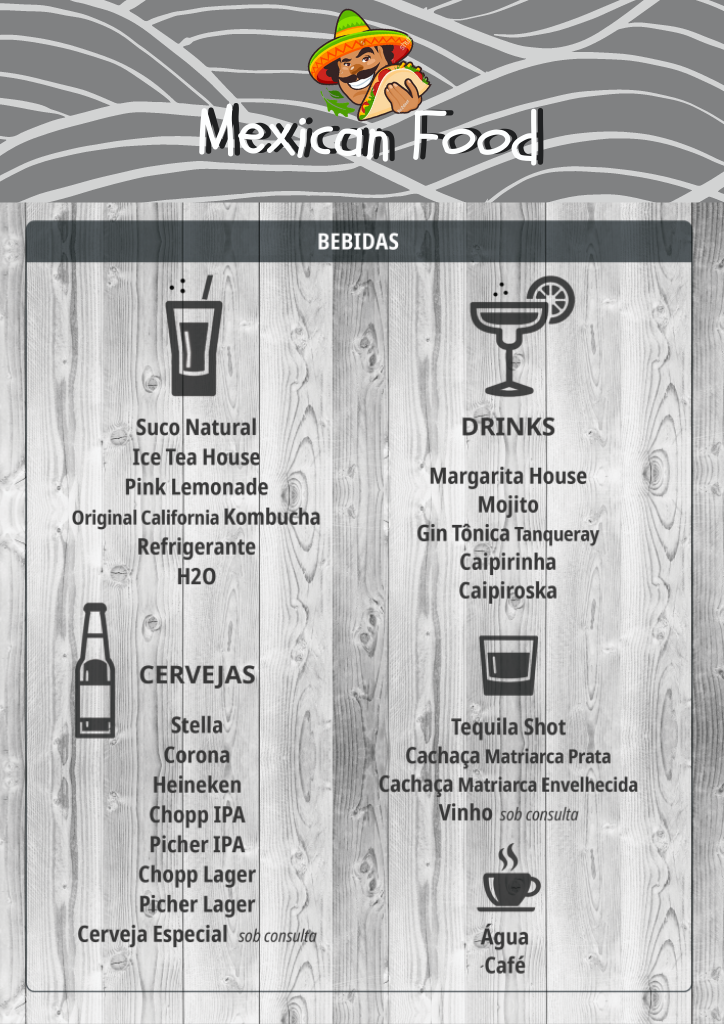 Mexican Food
BEBIDAS
Suco Natural
Ice Tea House
Pink Lemonade
Original California Kombucha
Refrigerante
H2O
CERVEJAS
Stella
Corona
Heineken
Chopp IPA
Picher IPA
Chopp Lager
Picher Lager
Cerveja Especial sob consulta
DRINKS
Margarita House
Mojito
Gin Tônica Tanqueray
Caipirinha
Caipiroska
Tequila Shot
Cachaça Matriarca Prata
Cachaça Matriarca Envelhecida
Vinho sob consulta
Água
Café